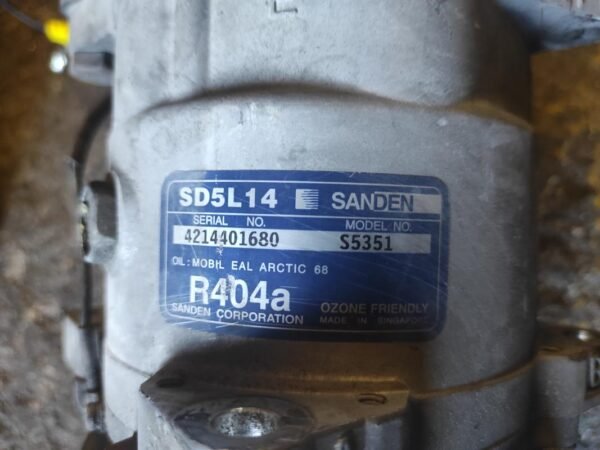 SD5L14 SANDEN
SERIAL NO. MODEL NO.
4214401680 S5351
OIL: MOBIL EAL ARCTIC 68
R404a
SANDEN CORPORATION
OZONE FRIENDLY
MADE IN SINGAPORE